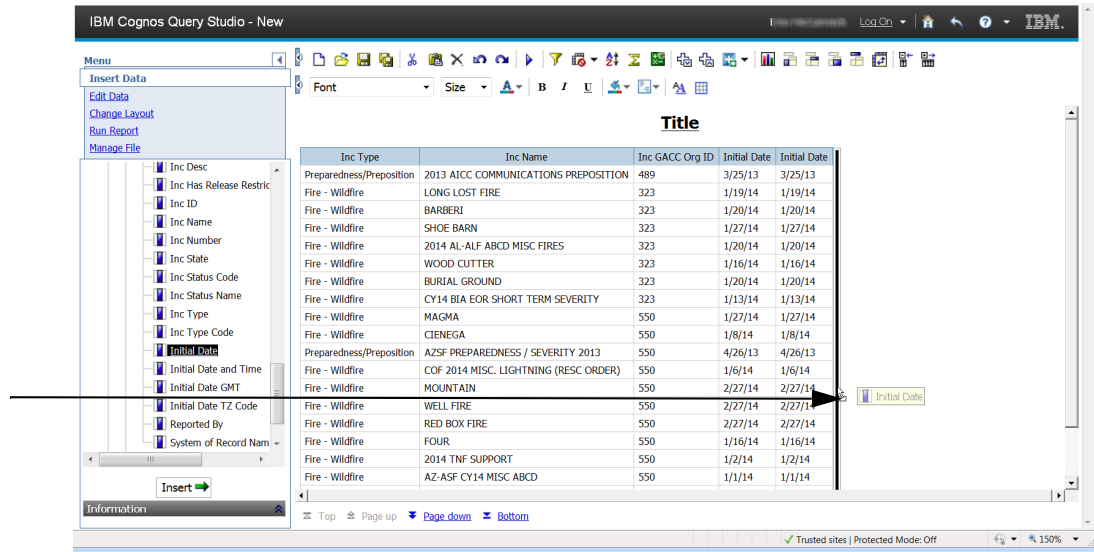 IBM Cognos Query Studio - New
Log On
IBM.
Menu
Insert Data
Edit Data
Change Layout
Run Report
Manage File
Font Size A B I U
Title
Inc Desc
Inc Has Release Restric
Inc ID
Inc Name
Inc Number
Inc State
Inc Status Code
Inc Status Name
Inc Type
Inc Type Code
Initial Date
Initial Date and Time
Initial Date GMT
Initial Date TZ Code
Reported By
System of Record Nam
Insert
Information
Inc Type Inc Name Inc GACC Org ID Initial Date Initial Date
Preparedness/Preposition 2013 AICC COMMUNICATIONS PREPOSITION 489 3/25/13 3/25/13
Fire - Wildfire LONG LOST FIRE 323 1/19/14 1/19/14
Fire - Wildfire BARBERI 323 1/20/14 1/20/14
Fire - Wildfire SHOE BARN 323 1/27/14 1/27/14
Fire - Wildfire 2014 AL-ALF ABCD MISC FIRES 323 1/20/14 1/20/14
Fire - Wildfire WOOD CUTTER 323 1/16/14 1/16/14
Fire - Wildfire BURIAL GROUND 323 1/20/14 1/20/14
Fire - Wildfire CY14 BIA EOR SHORT TERM SEVERITY 323 1/13/14 1/13/14
Fire - Wildfire MAGMA 550 1/27/14 1/27/14
Fire - Wildfire CIENEGA 550 1/8/14 1/8/14
Preparedness/Preposition AZSF PREPAREDNESS / SEVERITY 2013 550 4/26/13 4/26/13
Fire - Wildfire COF 2014 MISC. LIGHTNING (RESC ORDER) 550 1/6/14 1/6/14
Fire - Wildfire MOUNTAIN 550 2/27/14 2/27/14
Fire - Wildfire WELL FIRE 550 2/27/14 2/27/14
Fire - Wildfire RED BOX FIRE 550 2/27/14 2/27/14
Fire - Wildfire FOUR 550 1/16/14 1/16/14
Fire - Wildfire 2014 TNF SUPPORT 550 1/2/14 1/2/14
Fire - Wildfire AZ-ASF CY14 MISC ABCD 550 1/1/14 1/1/14
Initial Date
Top Page up Page down Bottom
Trusted sites | Protected Mode: Off 150%